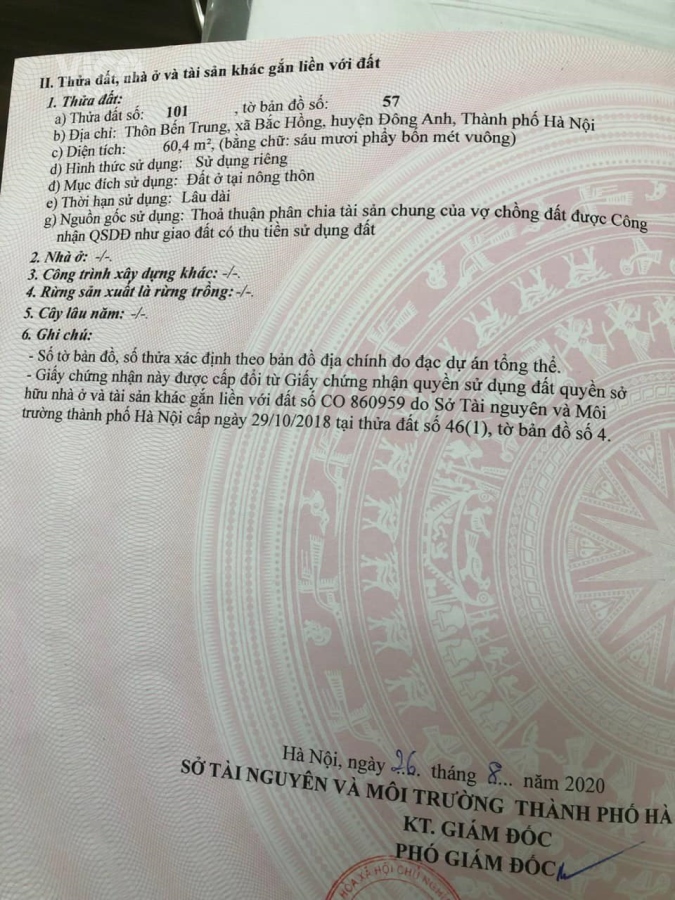 II. Thửa đất, nhà ở và tài sản khác gắn liền với đất
1. Thửa đất:
a) Thửa đất số: 101 , tờ bản đồ số: 57
b) Địa chỉ: Thôn Bến Trung, xã Bắc Hồng, huyện Đông Anh, Thành phố Hà Nội
c) Diện tích: 60,4 m², (bằng chữ: sáu mươi phẩy bốn mét vuông)
d) Hình thức sử dụng: Sử dụng riêng
đ) Mục đích sử dụng: Đất ở tại nông thôn
e) Thời hạn sử dụng: Lâu dài
g) Nguồn gốc sử dụng: Thoả thuận phân chia tài sản chung của vợ chồng đất được Công
nhận QSDĐ như giao đất có thu tiền sử dụng đất
2. Nhà ở: -/-.
3. Công trình xây dựng khác: -/-.
4. Rừng sản xuất là rừng trồng: -/-.
5. Cây lâu năm: -/-.
6. Ghi chú:
- Số tờ bản đồ, số thửa xác định theo bản đồ địa chính đo đạc dự án tổng thể.
- Giấy chứng nhận này được cấp đổi từ Giấy chứng nhận quyền sử dụng đất quyền sở
hữu nhà ở và tài sản khác gắn liền với đất số CO 860959 do Sở Tài nguyên và Môi
trường thành phố Hà Nội cấp ngày 29/10/2018 tại thửa đất số 46(1), tờ bản đồ số 4.
Hà Nội, ngày 26 tháng 8 năm 2020
SỞ TÀI NGUYÊN VÀ MÔI TRƯỜNG THÀNH PHỐ HÀ
KT. GIÁM ĐỐC
PHÓ GIÁM ĐỐC
HÒA XÃ HỘI CHỦ NGHĨA